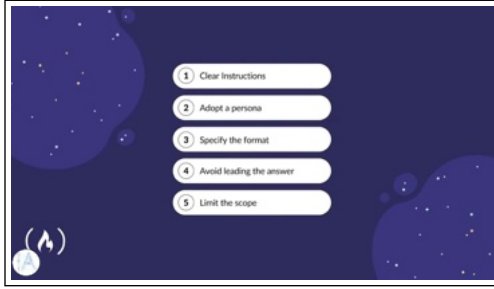 1 Clear Instructions
2 Adopt a persona
3 Specify the format
4 Avoid leading the answer
5 Limit the scope